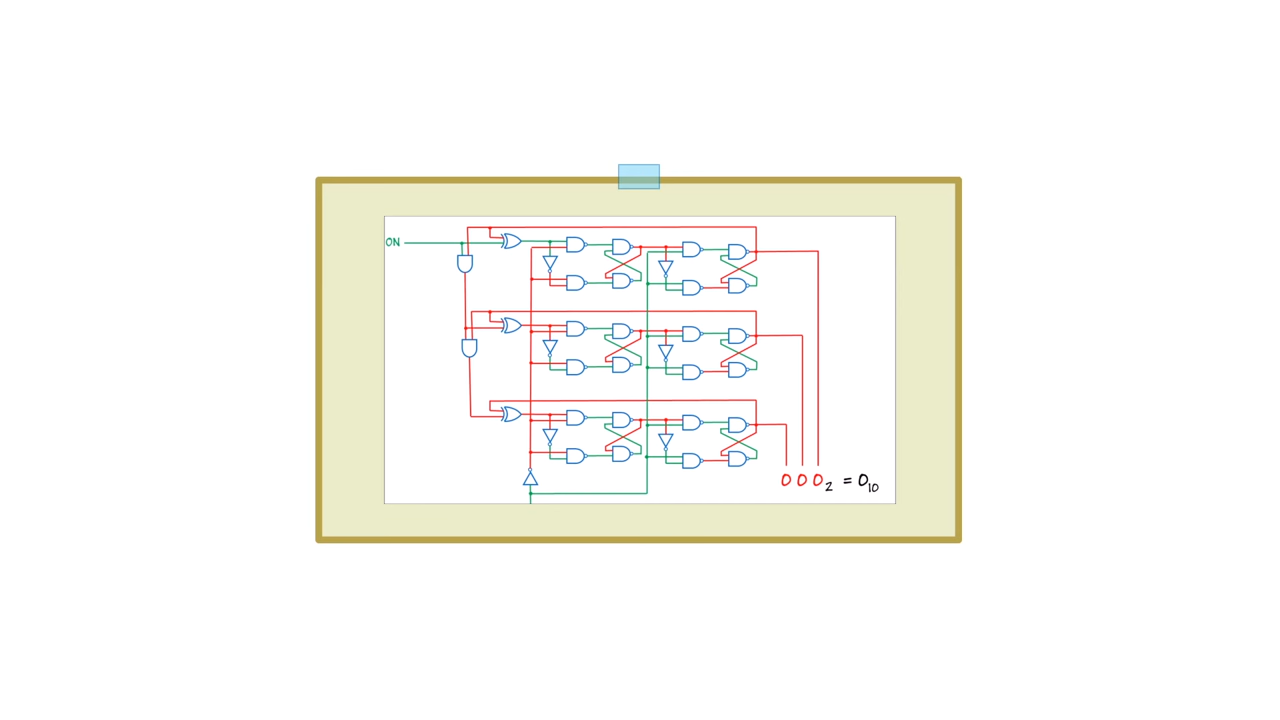 ON
000₂ = 0₁₀